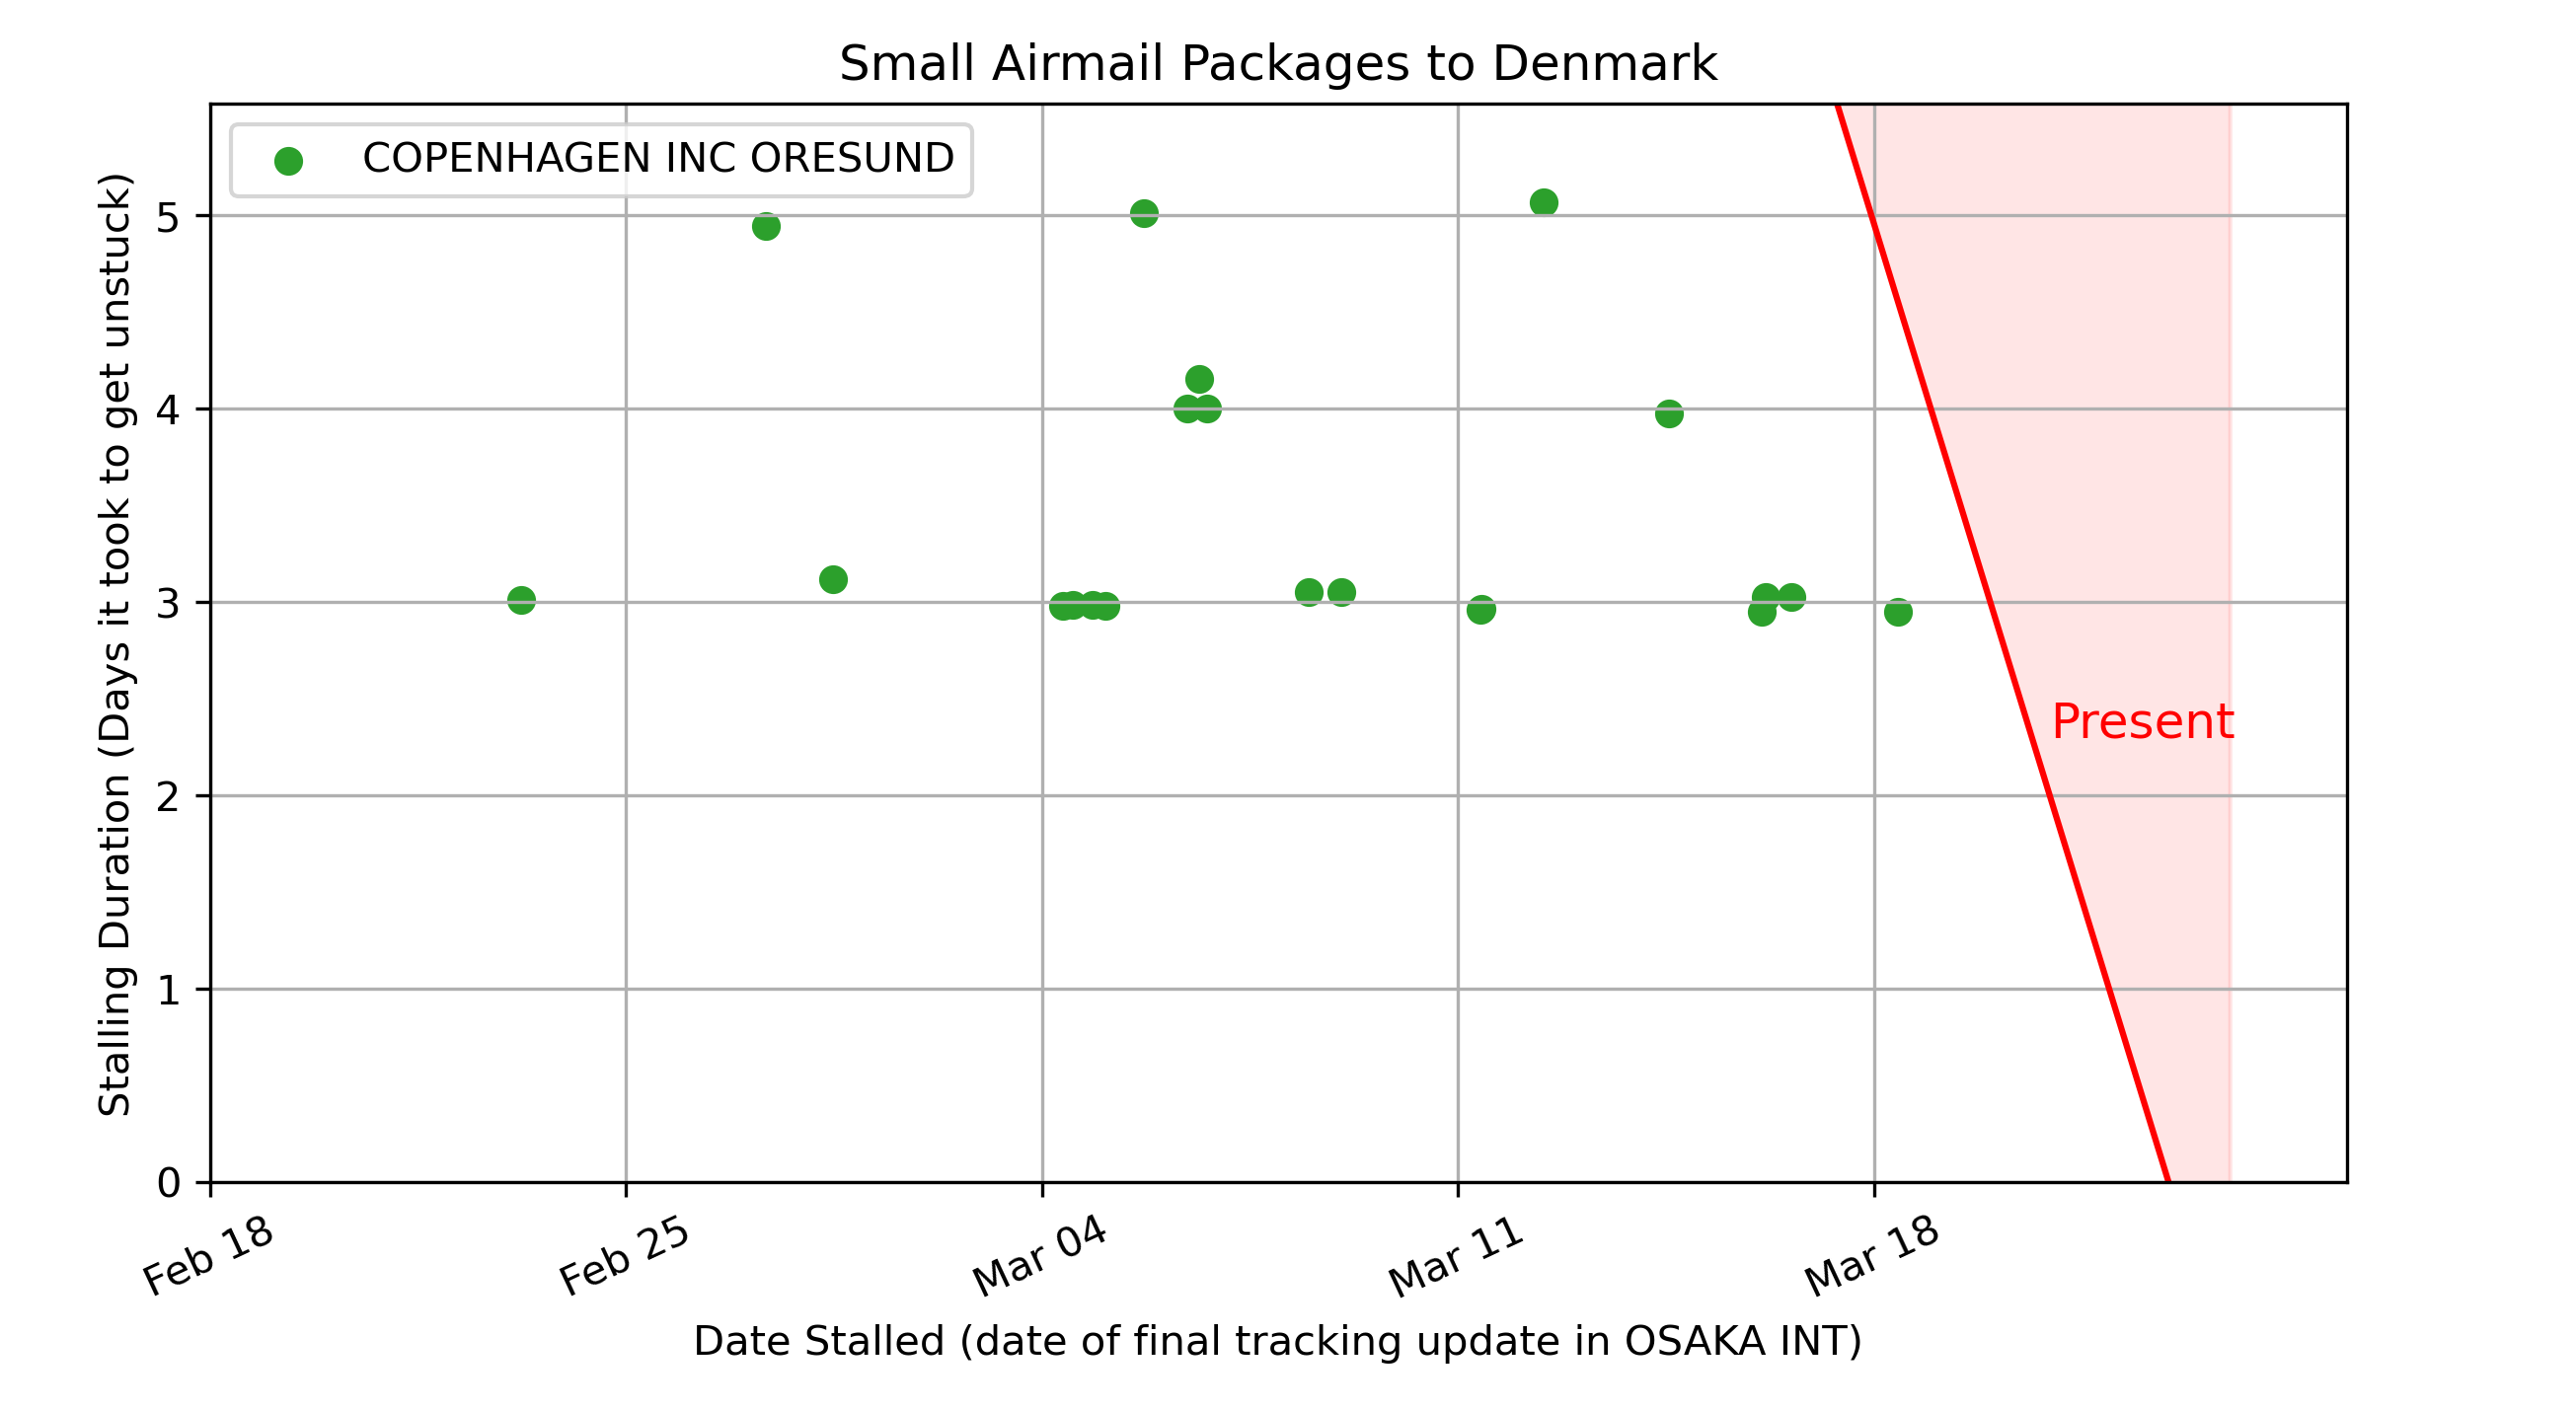 Small Airmail Packages to Denmark
COPENHAGEN INC ORESUND
Stalling Duration (Days it took to get unstuck)
5
4
3
2
1
0
Present
Feb 18
Feb 25
Mar 04
Mar 11
Mar 18
Date Stalled (date of final tracking update in OSAKA INT)